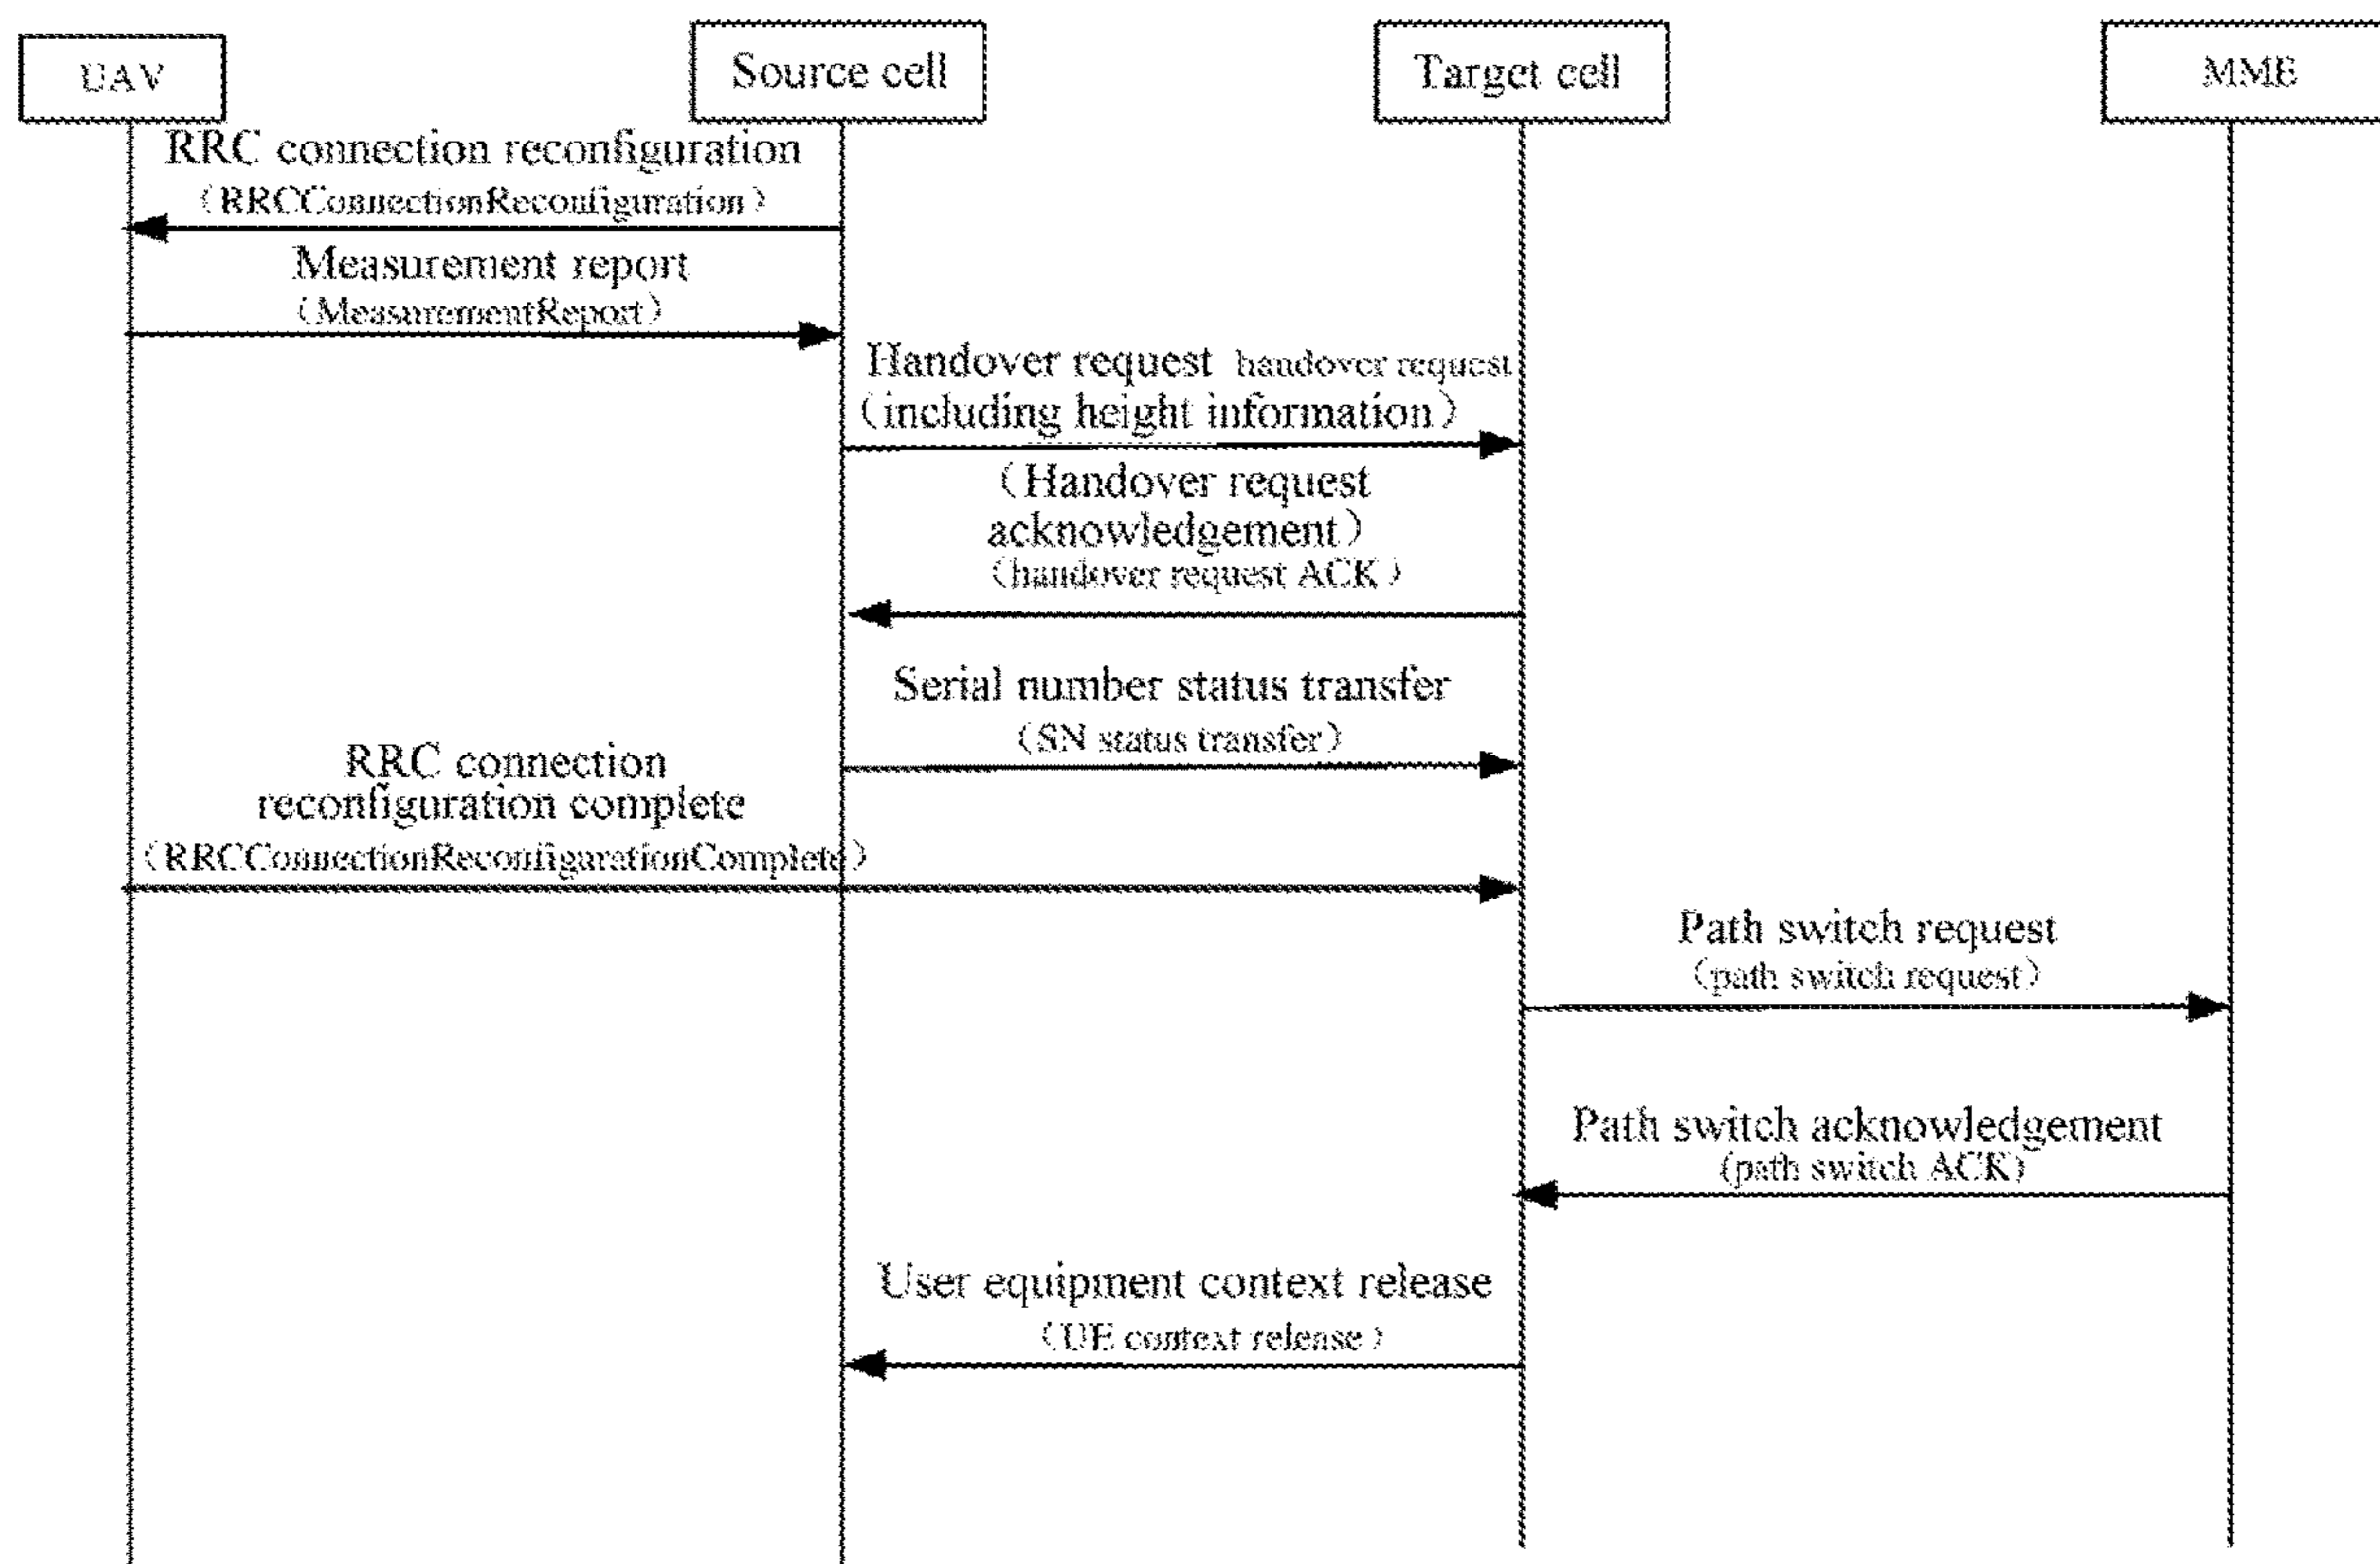 UAV
Source cell
Target cell
MME
RRC connection reconfiguration
(RRCConnectionReconfiguration)
Measurement report
(MeasurementReport)
Handover request handover request
(including height information)
(Handover request
acknowledgement)
(handover request ACK)
Serial number status transfer
(SN status transfer)
RRC connection
reconfiguration complete
(RRCConnectionReconfigurationComplete)
Path switch request
(path switch request)
Path switch acknowledgement
(path switch ACK)
User equipment context release
(UE context release)